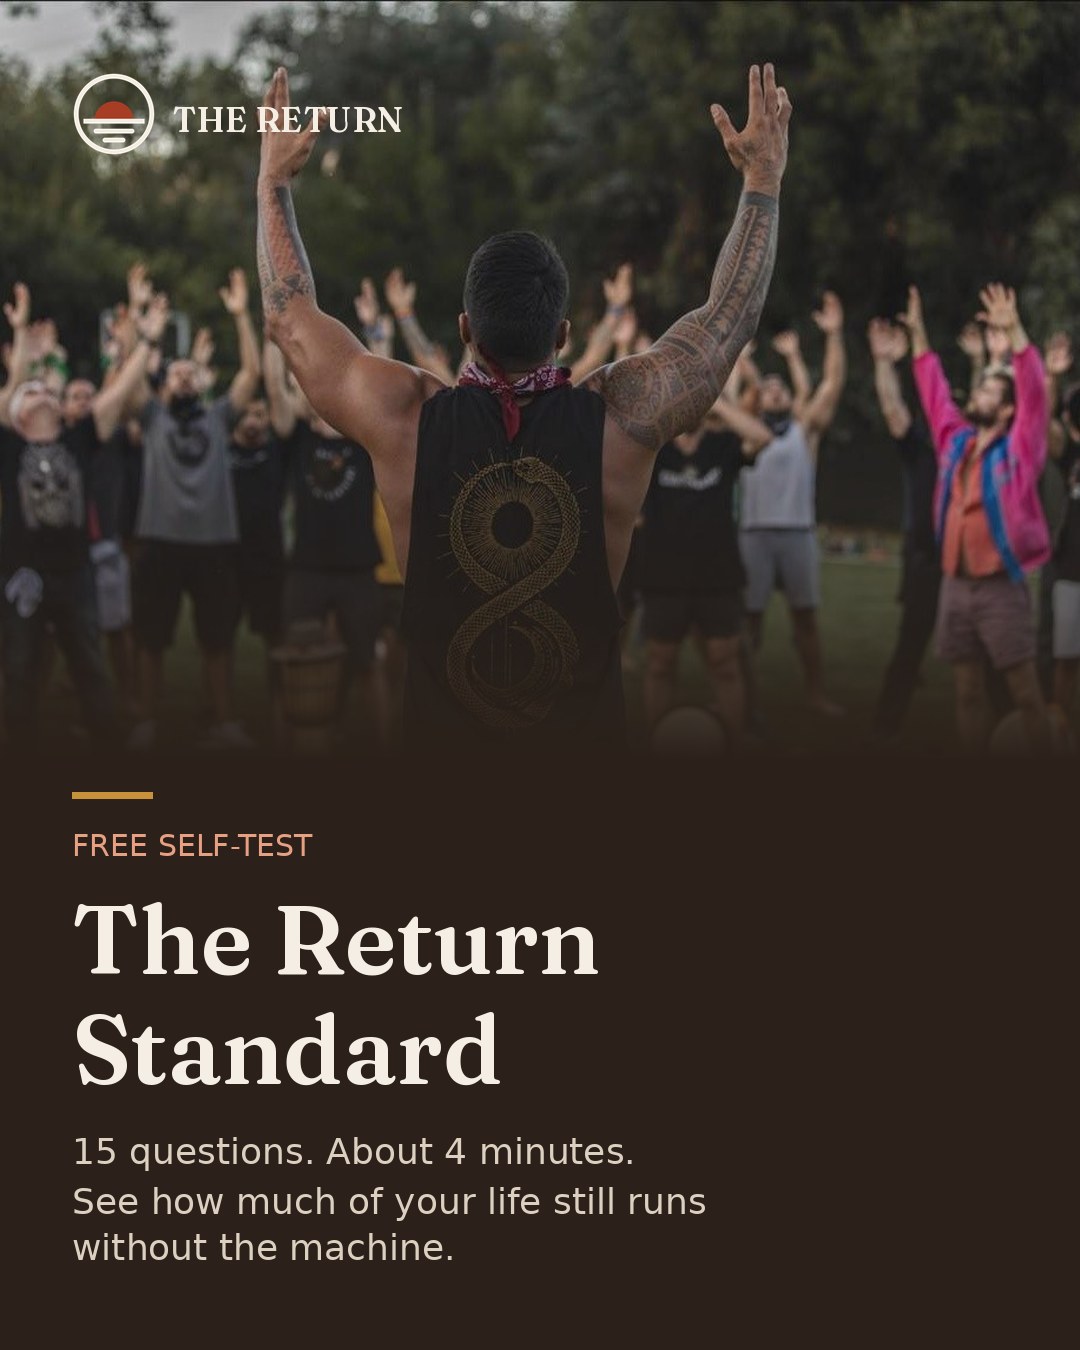 THE RETURN
FREE SELF-TEST
The Return
Standard
15 questions. About 4 minutes.
See how much of your life still runs
without the machine.